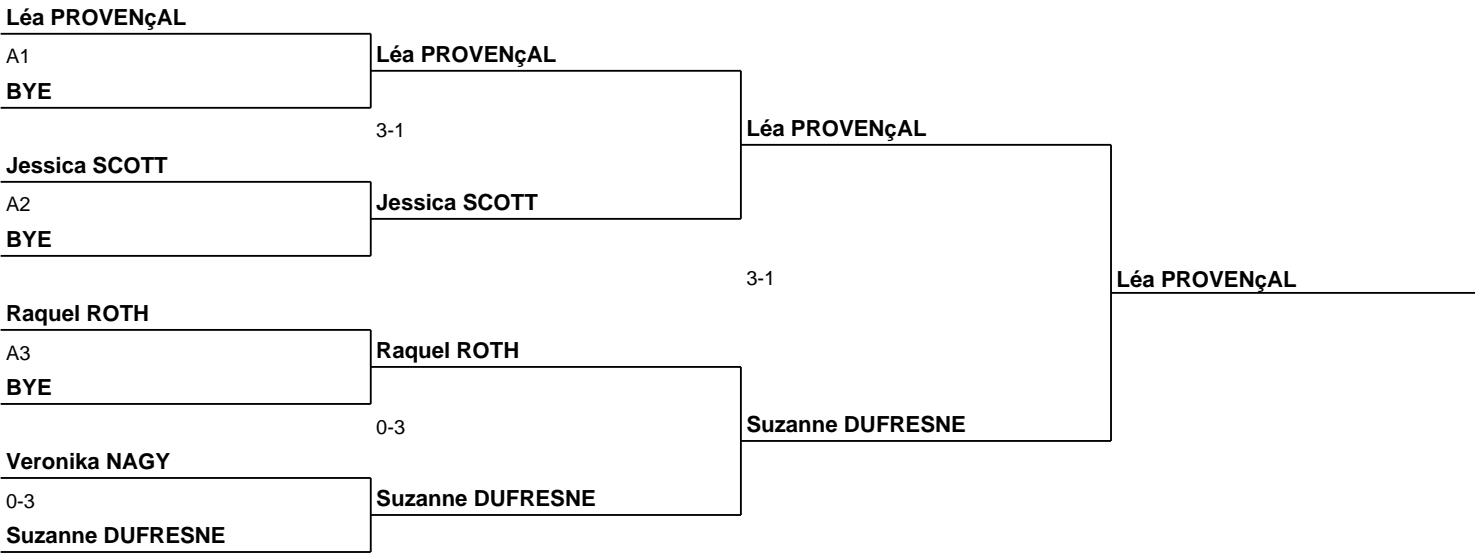 Léa PROVENçAL
A1
BYE
Léa PROVENçAL
3-1
Jessica SCOTT
A2
BYE
Jessica SCOTT
Léa PROVENçAL
3-1
Léa PROVENçAL
Raquel ROTH
A3
BYE
Raquel ROTH
0-3
Veronika NAGY
0-3
Suzanne DUFRESNE
Suzanne DUFRESNE
Suzanne DUFRESNE